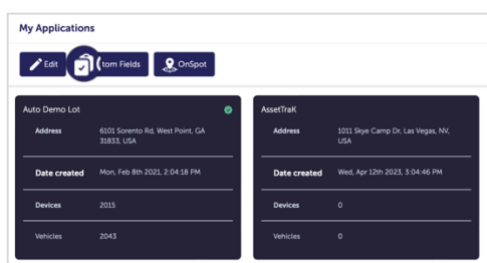 My Applications
Edit
tom Fields
OnSpot
Auto Demo Lot
Address 6101 Sorento Rd, West Point, GA
31833, USA
Date created Mon, Feb 8th 2021, 2:04:18 PM
Devices 2015
Vehicles 2043
AssetTraK
Address 1011 Skye Camp Dr, Las Vegas, NV,
USA
Date created Wed, Apr 12th 2023, 3:04:46 PM
Devices 0
Vehicles 0